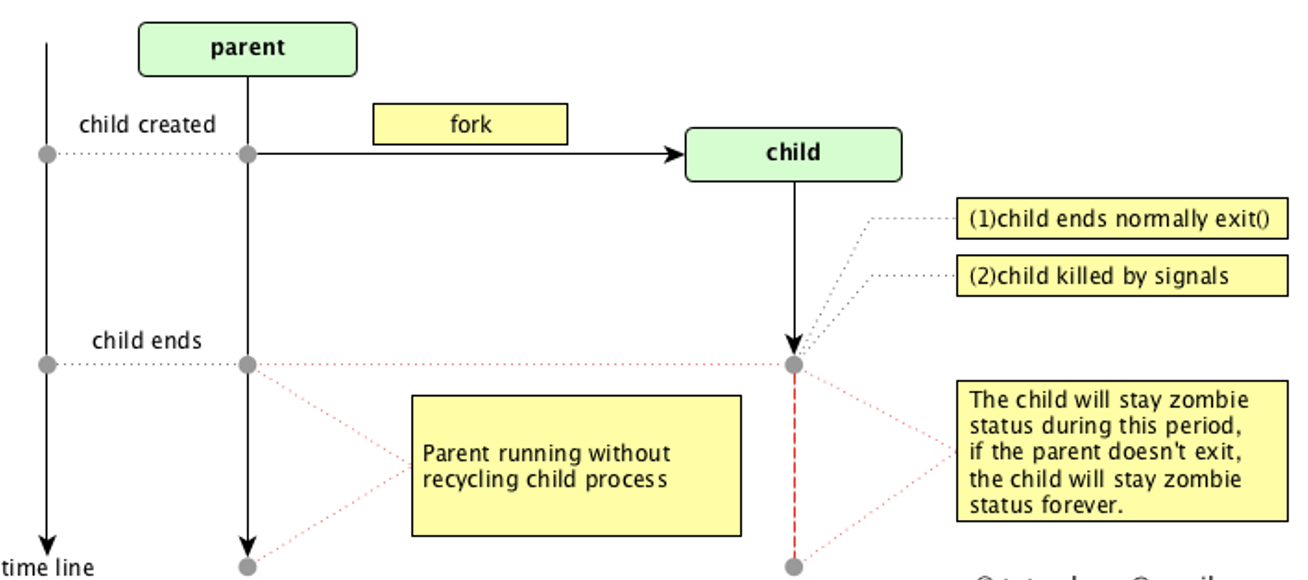 parent
child created
fork
child
(1)child ends normally exit()
(2)child killed by signals
child ends
The child will stay zombie
status during this period,
if the parent doesn't exit,
the child will stay zombie
status forever.
Parent running without
recycling child process
time line